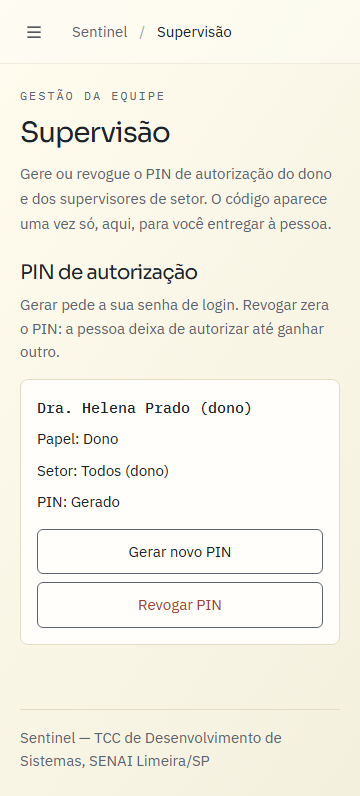 Sentinel / Supervisão
GESTÃO DA EQUIPE
Supervisão
Gere ou revogue o PIN de autorização do dono
e dos supervisores de setor. O código aparece
uma vez só, aqui, para você entregar à pessoa.
PIN de autorização
Gerar pede a sua senha de login. Revogar zera
o PIN: a pessoa deixa de autorizar até ganhar
outro.
Dra. Helena Prado (dono)
Papel: Dono
Setor: Todos (dono)
PIN: Gerado
Gerar novo PIN
Revogar PIN
Sentinel — TCC de Desenvolvimento de
Sistemas, SENAI Limeira/SP